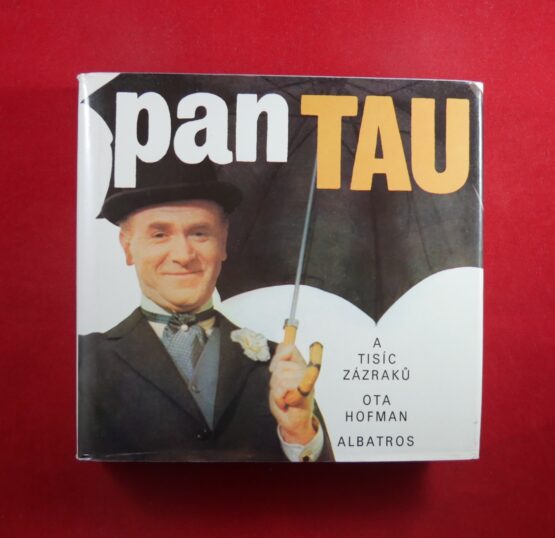 pan TAU
A
TISÍC
ZÁZRAKŮ
OTA
HOFMAN
ALBATROS